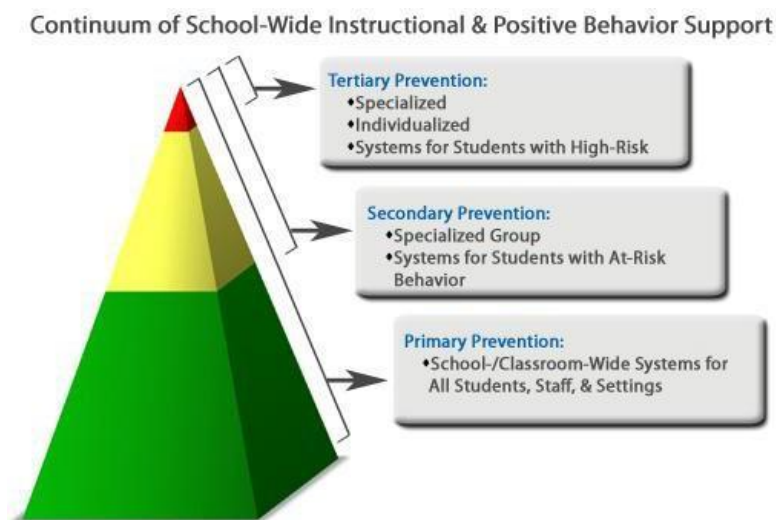 Continuum of School-Wide Instructional & Positive Behavior Support
Tertiary Prevention:
♦Specialized
♦Individualized
♦Systems for Students with High-Risk
Secondary Prevention:
♦Specialized Group
♦Systems for Students with At-Risk
Behavior
Primary Prevention:
♦School-/Classroom-Wide Systems for
All Students, Staff, & Settings